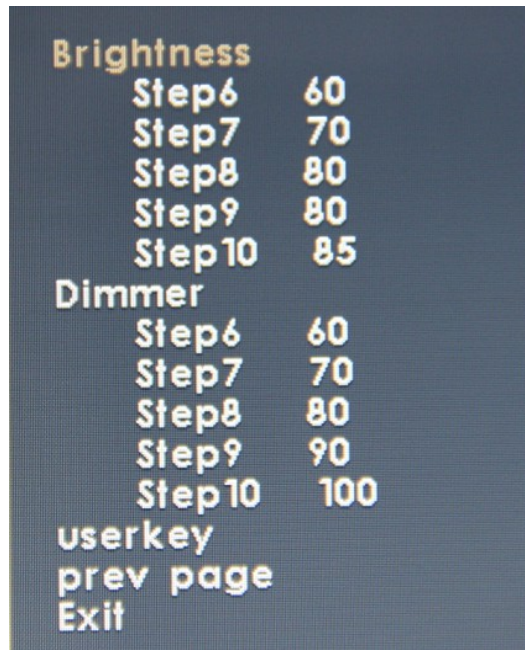 Brightness
Step6 60
Step7 70
Step8 80
Step9 80
Step10 85
Dimmer
Step6 60
Step7 70
Step8 80
Step9 90
Step10 100
userkey
prev page
Exit